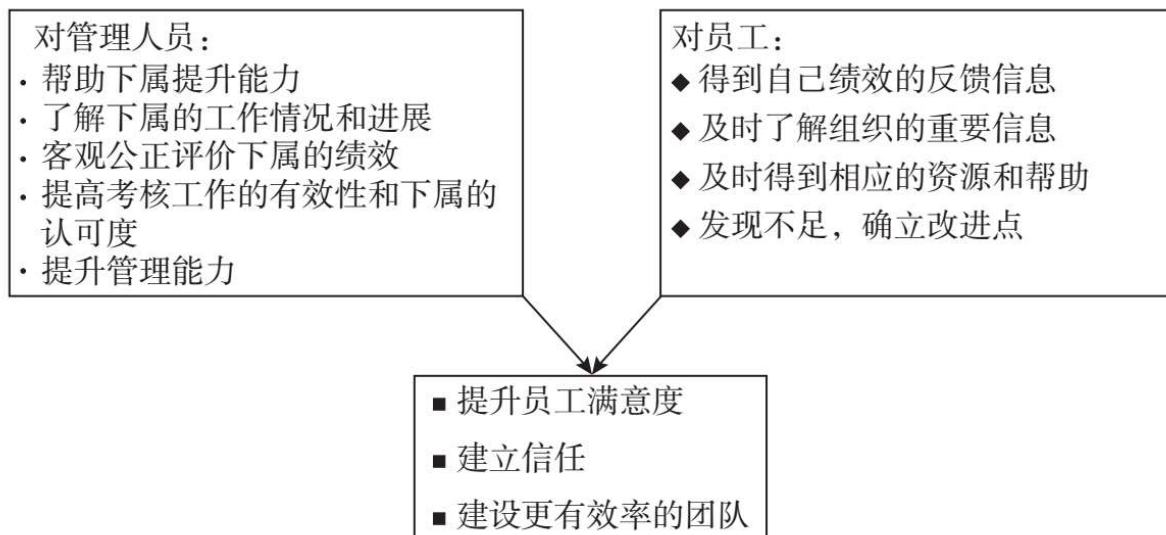 对管理人员：
· 帮助下属提升能力
· 了解下属的工作情况和进展
· 客观公正评价下属的绩效
· 提高考核工作的有效性和下属的
认可度
· 提升管理能力
对员工：
◆ 得到自己绩效的反馈信息
◆ 及时了解组织的重要信息
◆ 及时得到相应的资源和帮助
◆ 发现不足，确立改进点
■ 提升员工满意度
■ 建立信任
■ 建设更有效率的团队